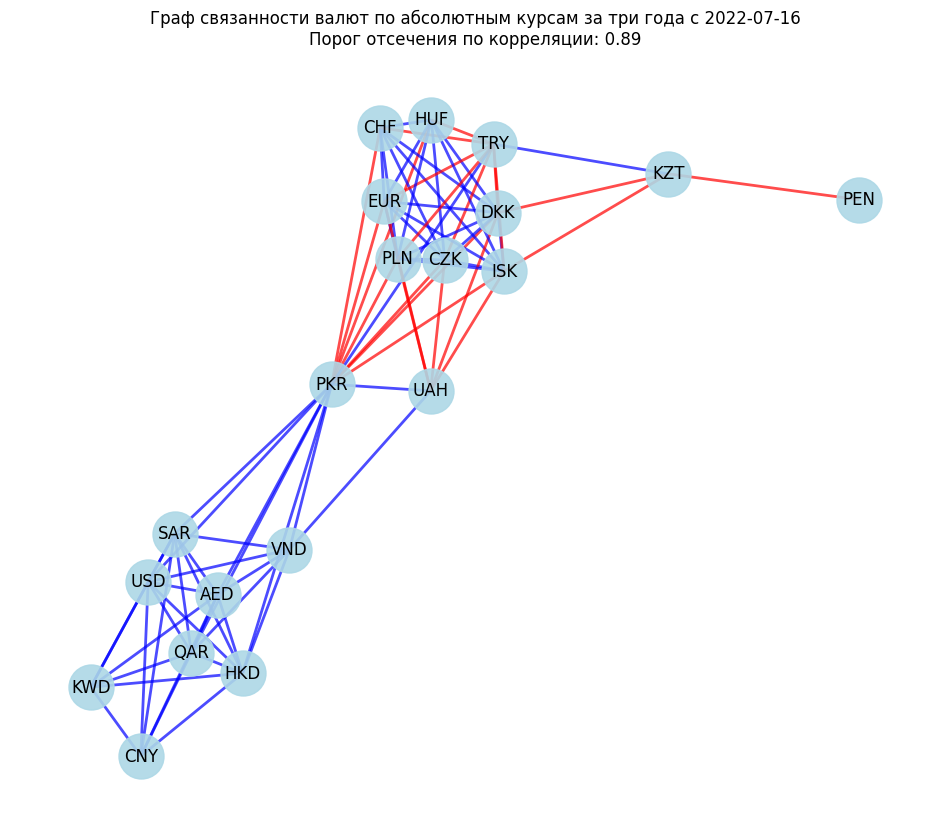 Граф связанности валют по абсолютным курсам за три года с 2022-07-16
Порог отсечения по корреляции: 0.89
CHF
HUF
TRY
KZT
PEN
EUR
DKK
PLN
CZK
ISK
PKR
UAH
SAR
VND
USD
AED
QAR
HKD
KWD
CNY